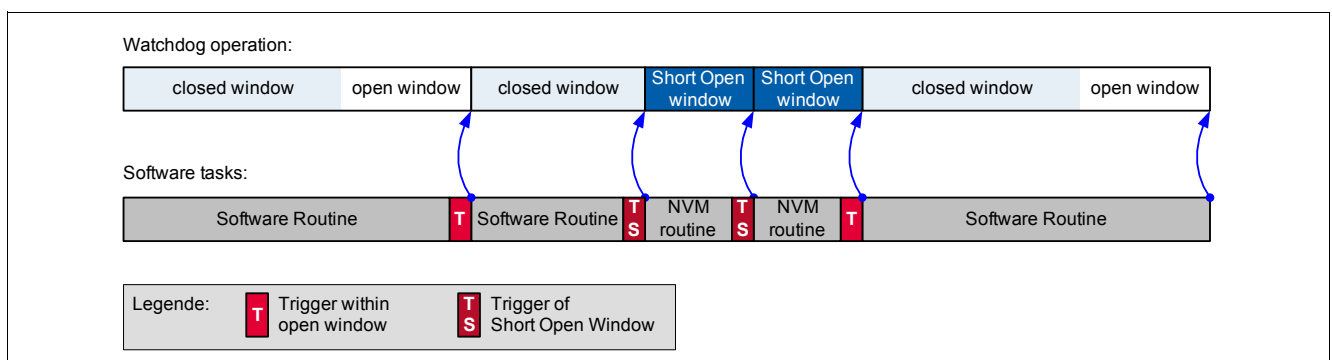 Watchdog operation:
closed window open window closed window Short Open window Short Open window closed window open window
Software tasks:
Software Routine T Software Routine T S NVM routine T S NVM routine T Software Routine
Legende: T Trigger within open window T S Trigger of Short Open Window